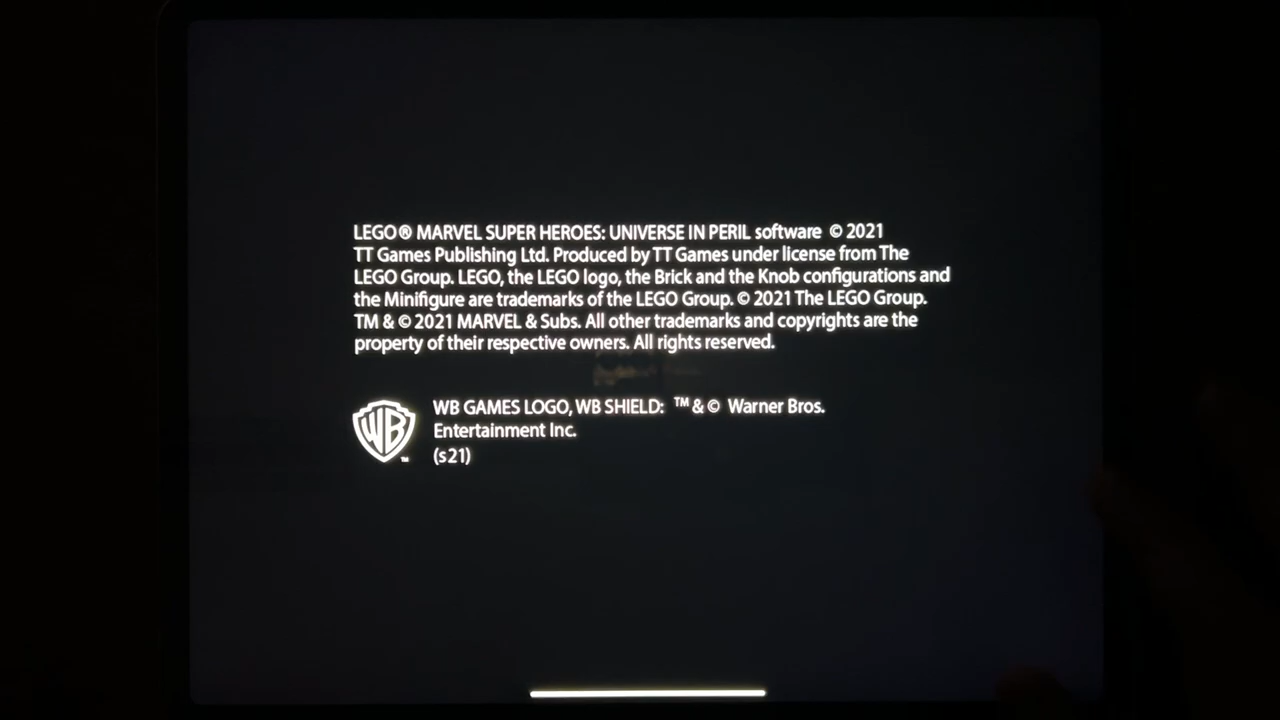 LEGO® MARVEL SUPER HEROES: UNIVERSE IN PERIL software © 2021
TT Games Publishing Ltd. Produced by TT Games under license from The
LEGO Group. LEGO, the LEGO logo, the Brick and the Knob configurations and
the Minifigure are trademarks of the LEGO Group. © 2021 The LEGO Group.
TM & © 2021 MARVEL & Subs. All other trademarks and copyrights are the
property of their respective owners. All rights reserved.
WB GAMES LOGO, WB SHIELD: ™ & © Warner Bros.
Entertainment Inc.
(s21)
WB
TM